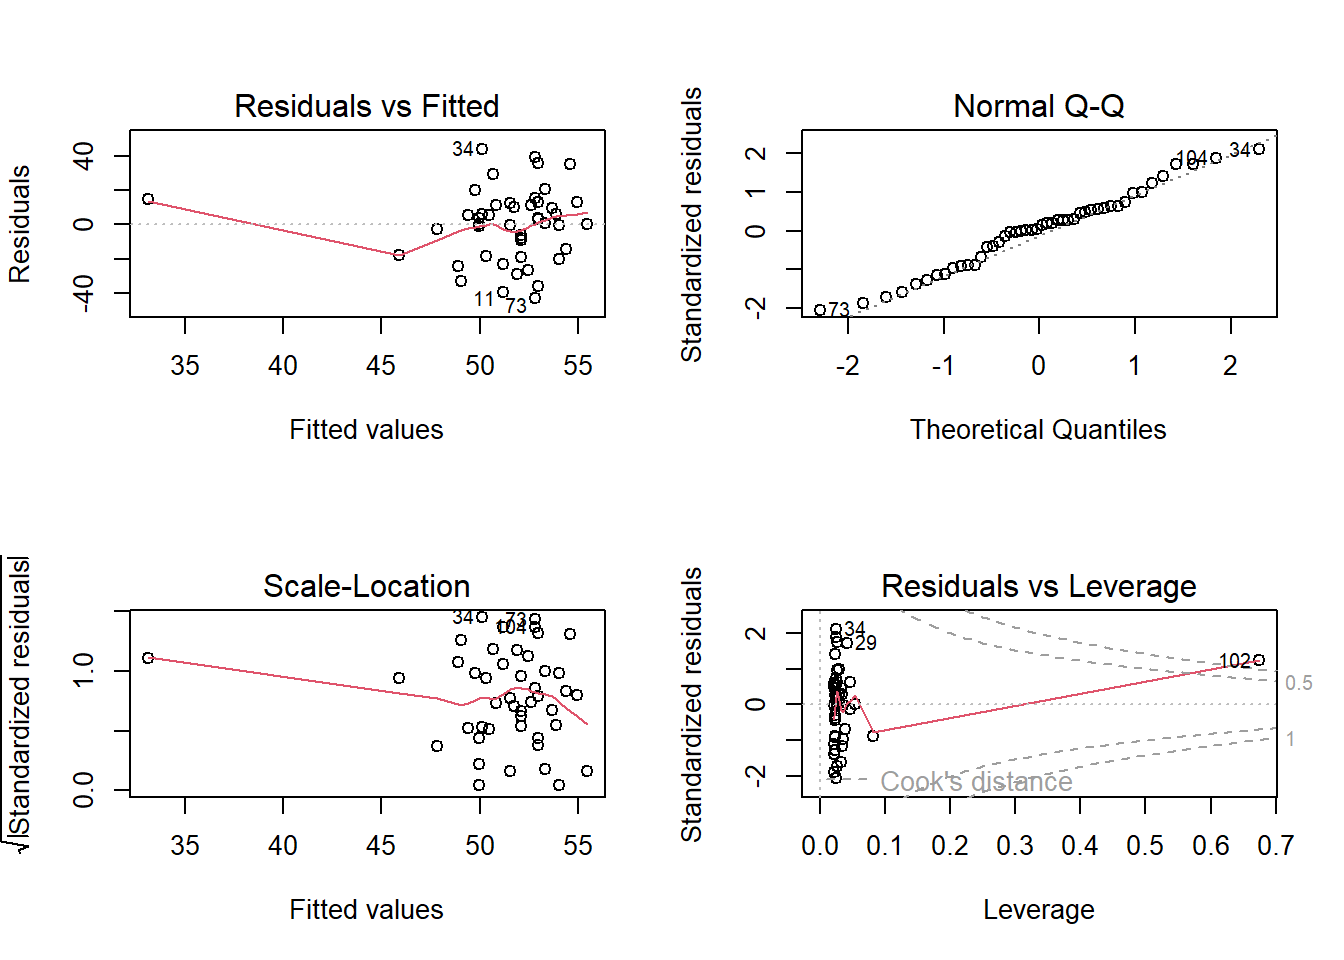 Residuals vs Fitted
Residuals
40
0
-40
34
11
73
35 40 45 50 55
Fitted values
Normal Q-Q
Standardized residuals
2
1
0
-2
104
34
73
-2 -1 0 1 2
Theoretical Quantiles
Scale-Location
√|Standardized residuals|
1.0
0.0
34
73
104
35 40 45 50 55
Fitted values
Residuals vs Leverage
Standardized residuals
2
0
-2
34
29
102
0.5
1
Cook's distance
0.0 0.1 0.2 0.3 0.4 0.5 0.6 0.7
Leverage